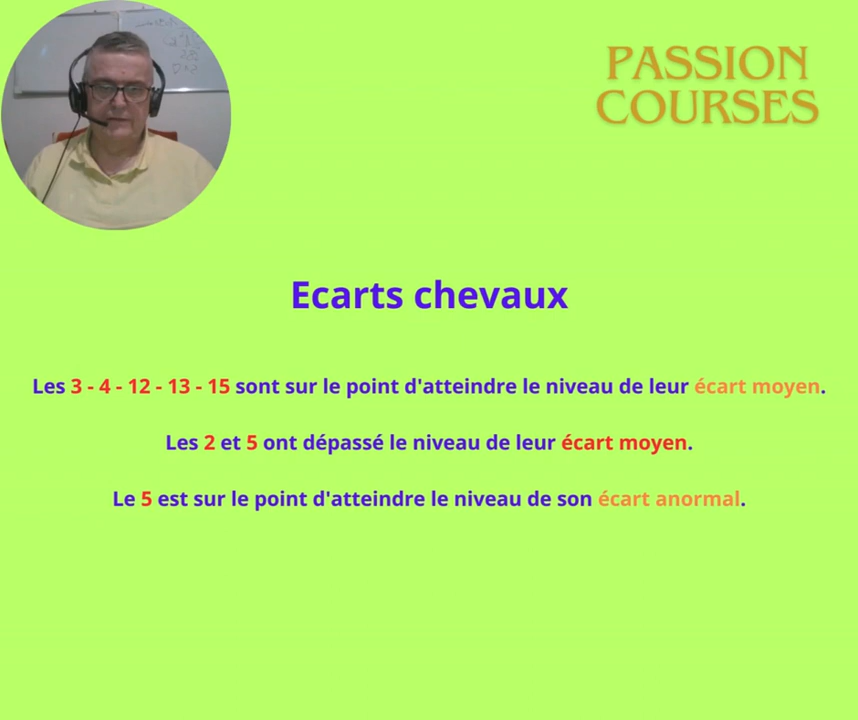 PASSION
COURSES
Ecarts chevaux
Les 3 - 4 - 12 - 13 - 15 sont sur le point d'atteindre le niveau de leur écart moyen.
Les 2 et 5 ont dépassé le niveau de leur écart moyen.
Le 5 est sur le point d'atteindre le niveau de son écart anormal.